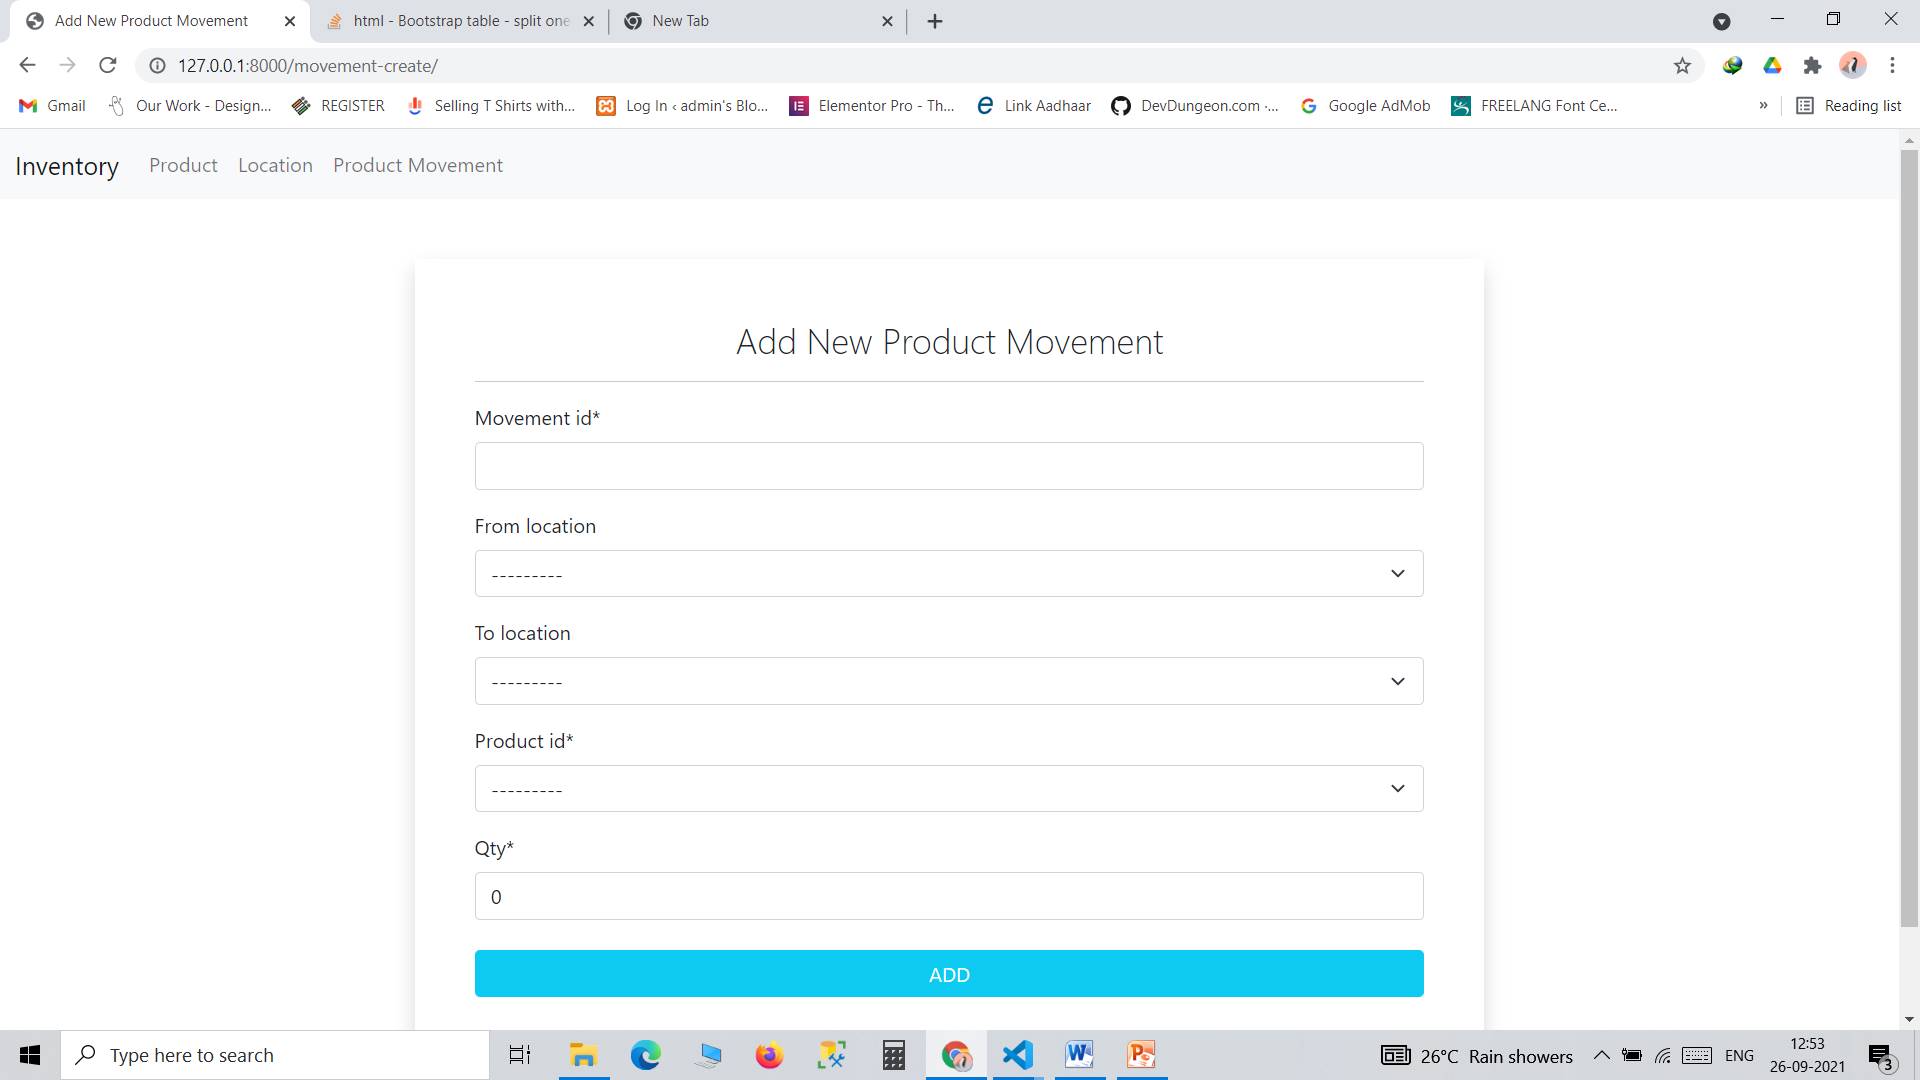 Add New Product Movement
html - Bootstrap table - split one
New Tab
127.0.0.1:8000/movement-create/
Gmail
Our Work - Design...
REGISTER
Selling T Shirts with...
Log In ‹ admin's Blo...
Elementor Pro - Th...
Link Aadhaar
DevDungeon.com -...
Google AdMob
FREELANG Font Ce...
»
Reading list
Inventory
Product
Location
Product Movement
Add New Product Movement
Movement id*
From location
---------
To location
---------
Product id*
---------
Qty*
0
ADD
Type here to search
26°C Rain showers
ENG
12:53
26-09-2021
3